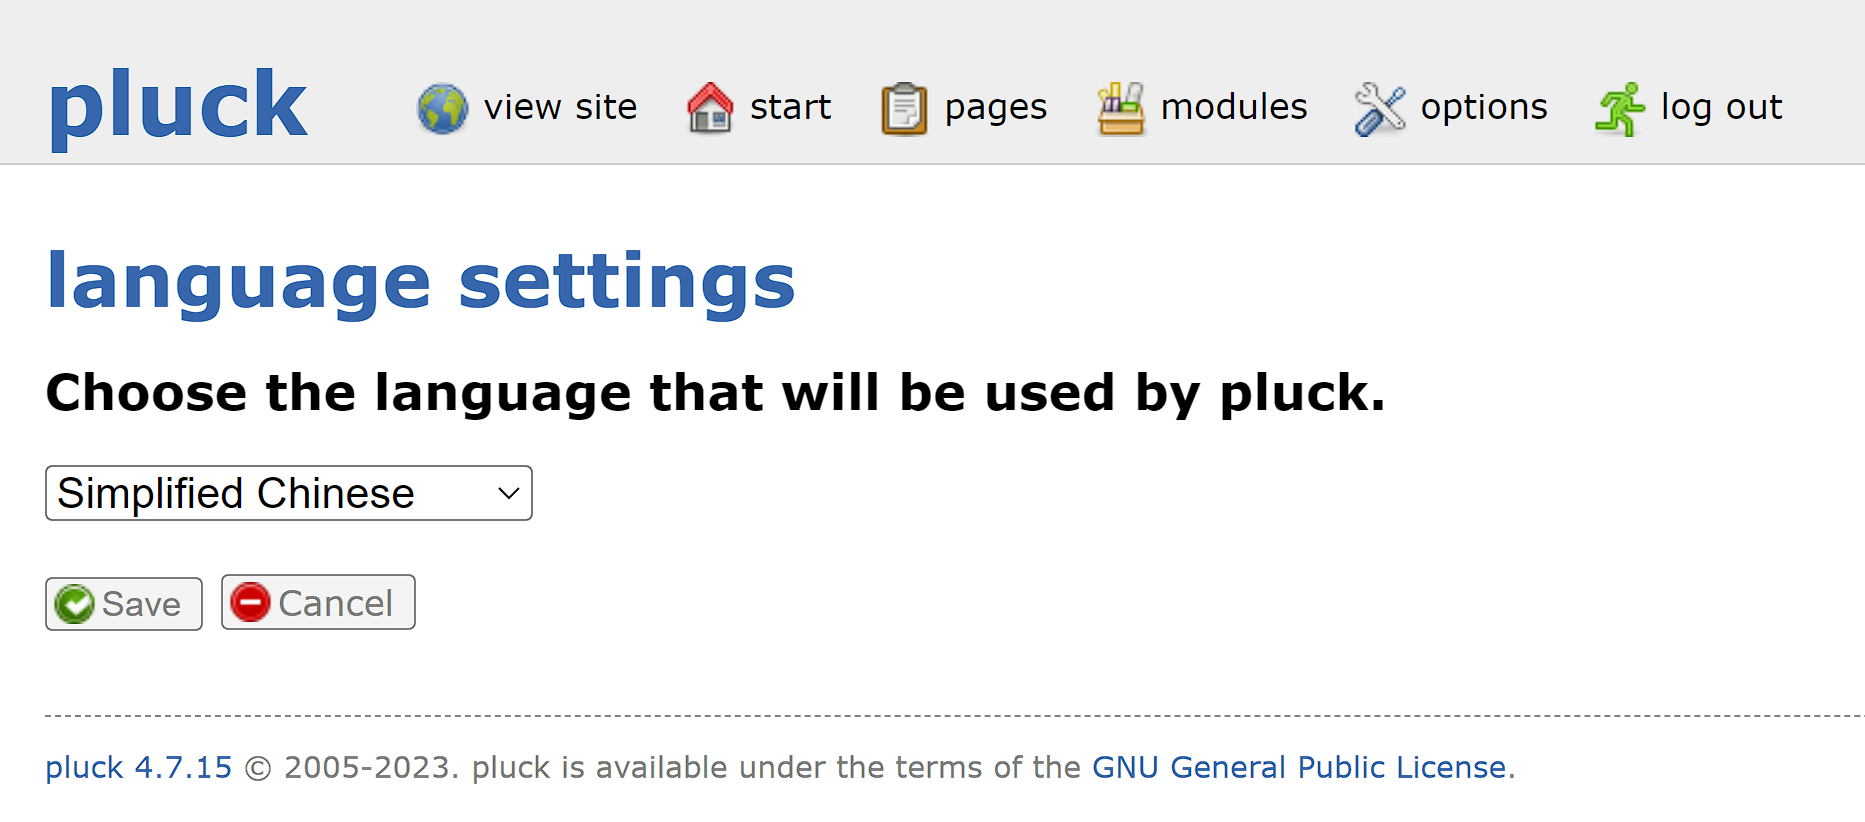 pluck view site start pages modules options log out
language settings
Choose the language that will be used by pluck.
Simplified Chinese
Save Cancel
pluck 4.7.15 © 2005-2023. pluck is available under the terms of the GNU General Public License.